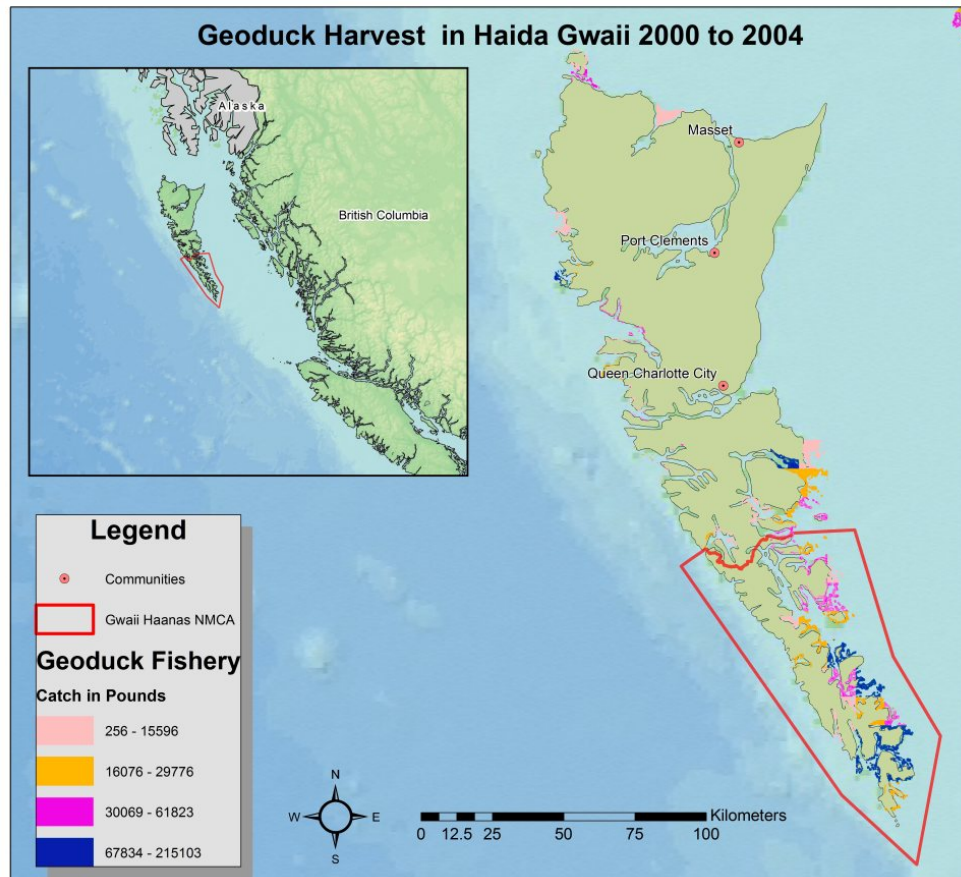 Geoduck Harvest in Haida Gwaii 2000 to 2004
Alaska
British Columbia
Masset
Port Clements
Queen Charlotte City
Legend
Communities
Gwaii Haanas NMCA
Geoduck Fishery
Catch in Pounds
256 - 15596
16076 - 29776
30069 - 61823
67834 - 215103
N
W E
S
Kilometers
0 12.5 25 50 75 100